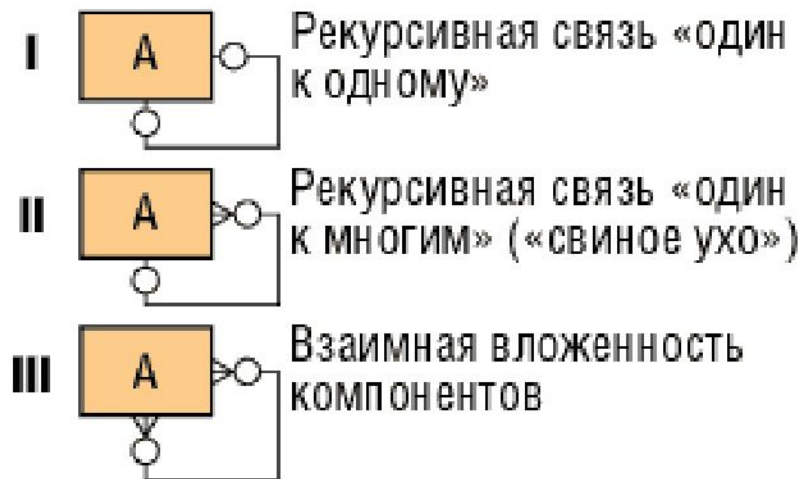 I
A
Рекурсивная связь «один
к одному»
II
A
Рекурсивная связь «один
к многим» («свиное ухо»)
III
A
Взаимная вложенность
компонентов